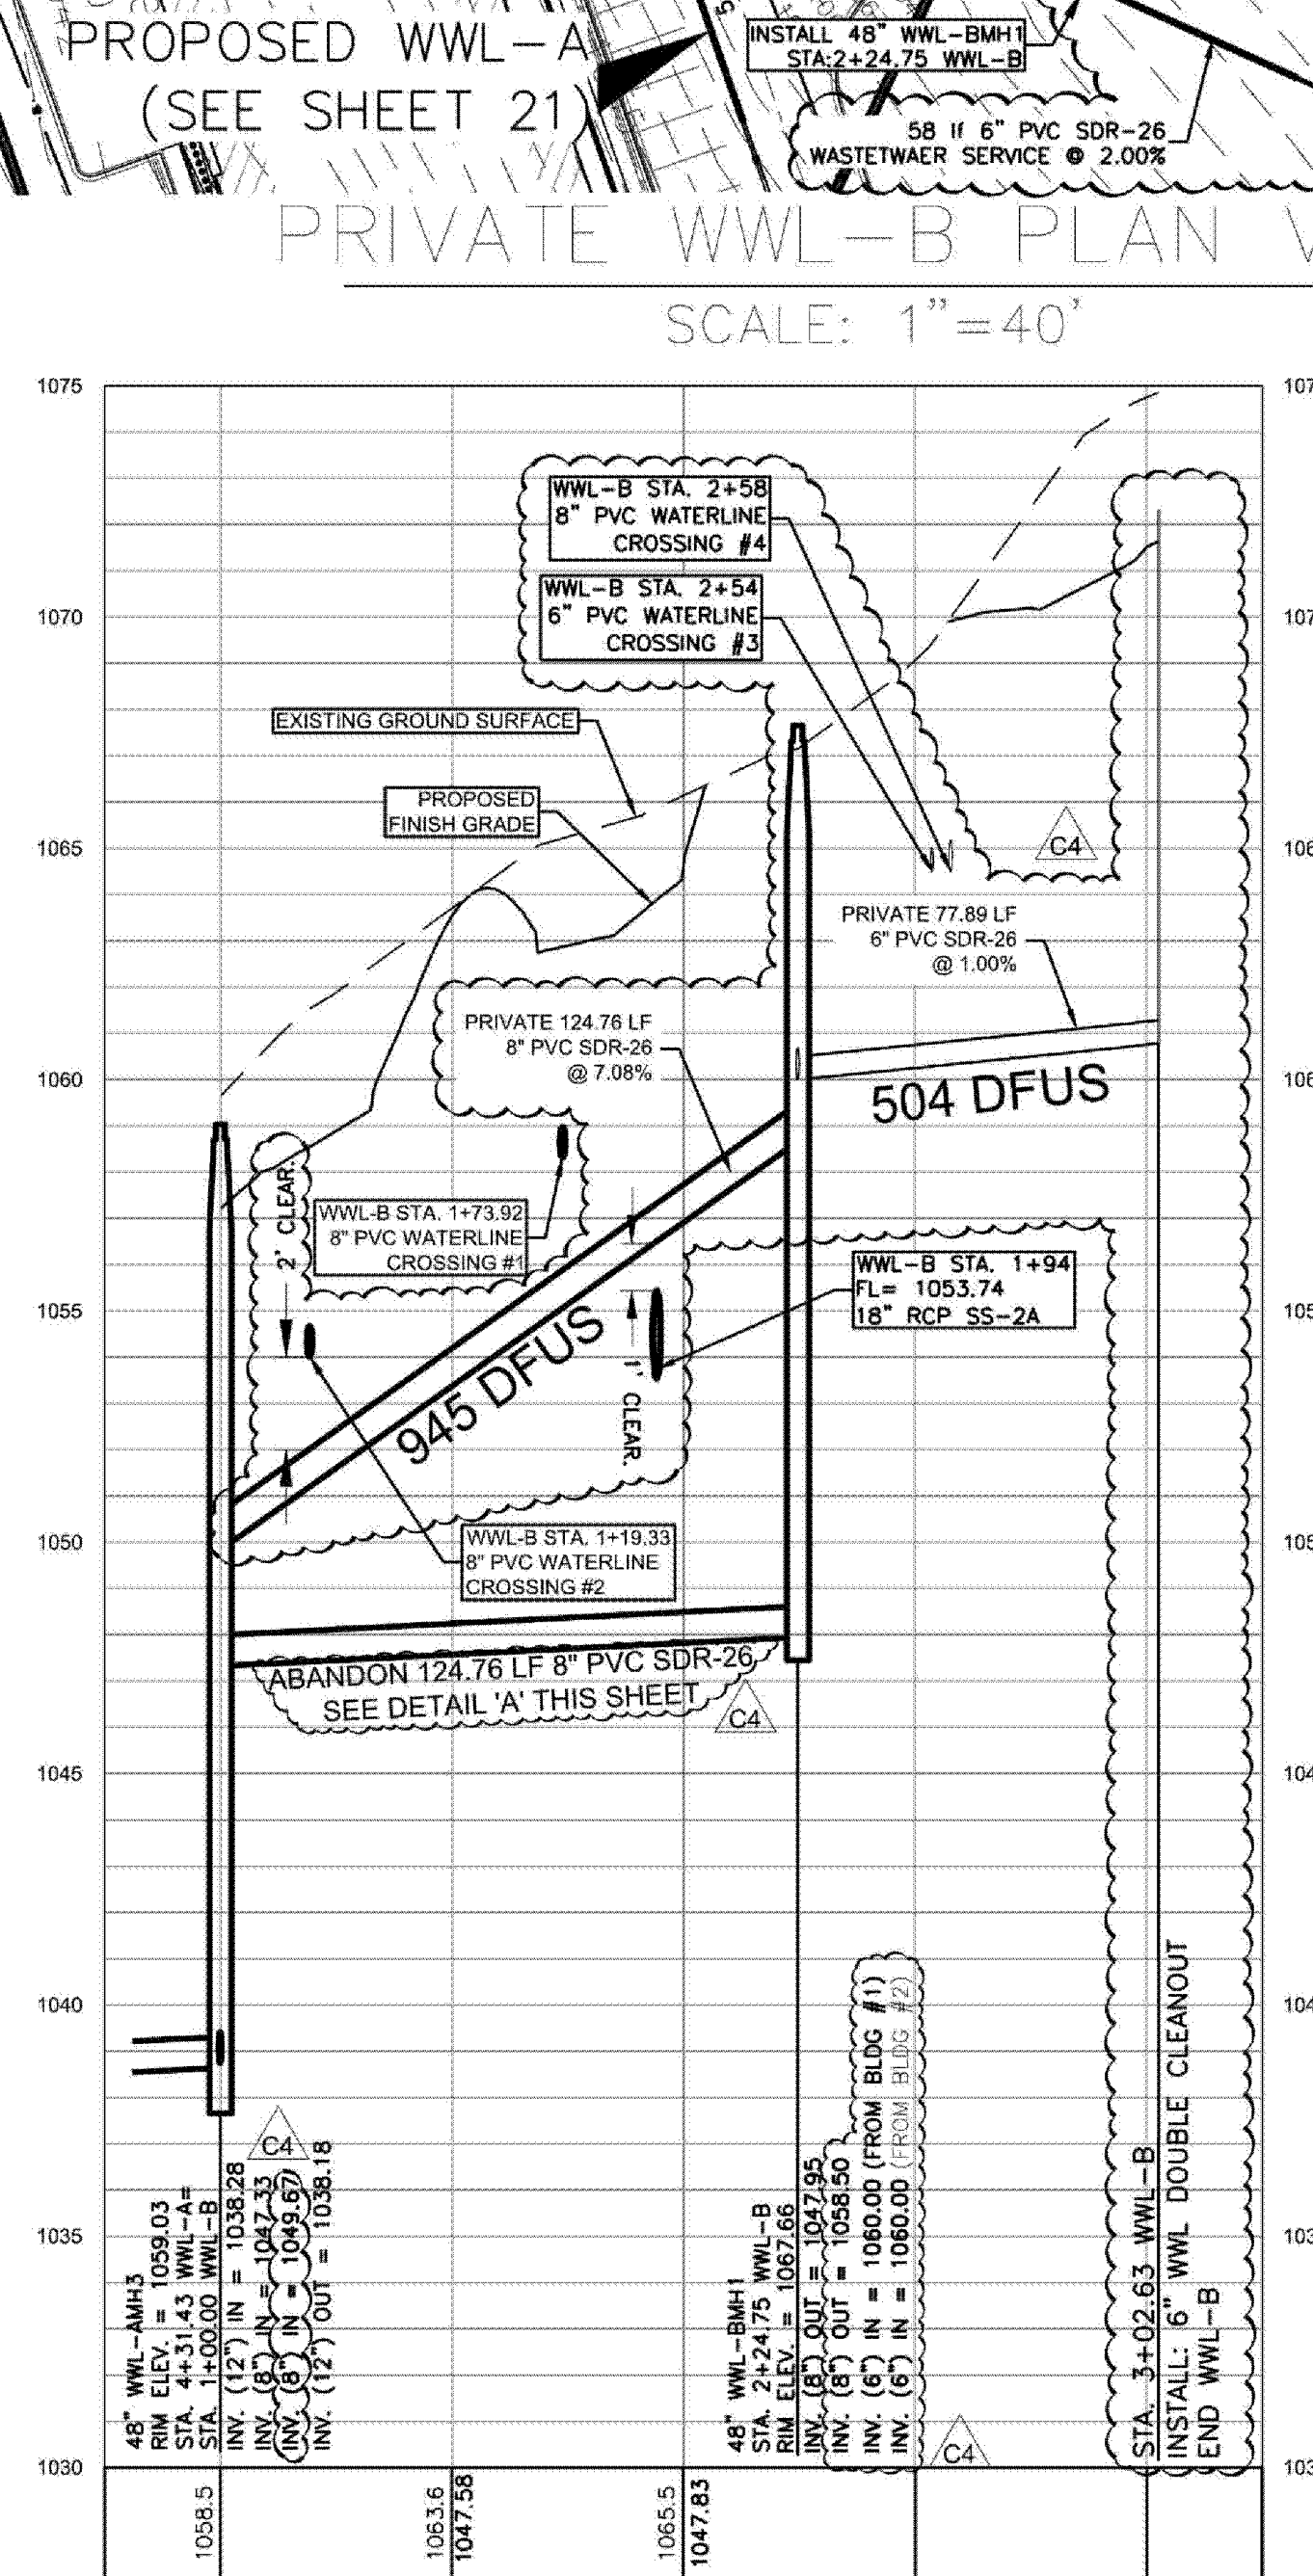 PROPOSED WWL-A
(SEE SHEET 21)
INSTALL 48" WWL-BMH1
STA:2+24.75 WWL-B
58 lf 6" PVC SDR-26
WASTETWAER SERVICE @ 2.00%
PRIVATE WWL-B PLAN
SCALE: 1"=40'
1075
WWL-B STA. 2+58
8" PVC WATERLINE
CROSSING #4
WWL-B STA. 2+54
6" PVC WATERLINE
CROSSING #3
1070
EXISTING GROUND SURFACE
PROPOSED
FINISH GRADE
1065
C4
PRIVATE 77.89 LF
6" PVC SDR-26
@ 1.00%
PRIVATE 124.76 LF
8" PVC SDR-26
@ 7.08%
1060
504 DFUS
2' CLEAR.
WWL-B STA. 1+73.92
8" PVC WATERLINE
CROSSING #1
WWL-B STA. 1+94
FL= 1053.74
18" RCP SS-2A
1055
945 DFUS
1' CLEAR.
1050
WWL-B STA. 1+19.33
8" PVC WATERLINE
CROSSING #2
ABANDON 124.76 LF 8" PVC SDR-26
SEE DETAIL 'A' THIS SHEET
C4
1045
1040
1035
1030
C4
48" WWL-AMH3
RIM ELEV. = 1059.03
STA. 4+31.43 WWL-A=
STA. 1+00.00 WWL-B
INV. (12") IN = 1038.28
INV. (8") IN = 1047.33
INV. (8") IN = 1049.67
INV. (12") OUT = 1038.18
48" WWL-BMH1
STA. 2+24.75 WWL-B
RIM ELEV. = 1067.66
INV. (8") OUT = 1047.95
INV. (8") OUT = 1058.50
INV. (6") IN = 1060.00 (FROM BLDG #1)
INV. (6") IN = 1060.00 (FROM BLDG #2)
C4
STA. 3+02.63 WWL-B
INSTALL: 6" WWL DOUBLE CLEANOUT
END WWL-B
1058.5
1063.6
1047.58
1065.5
1047.83